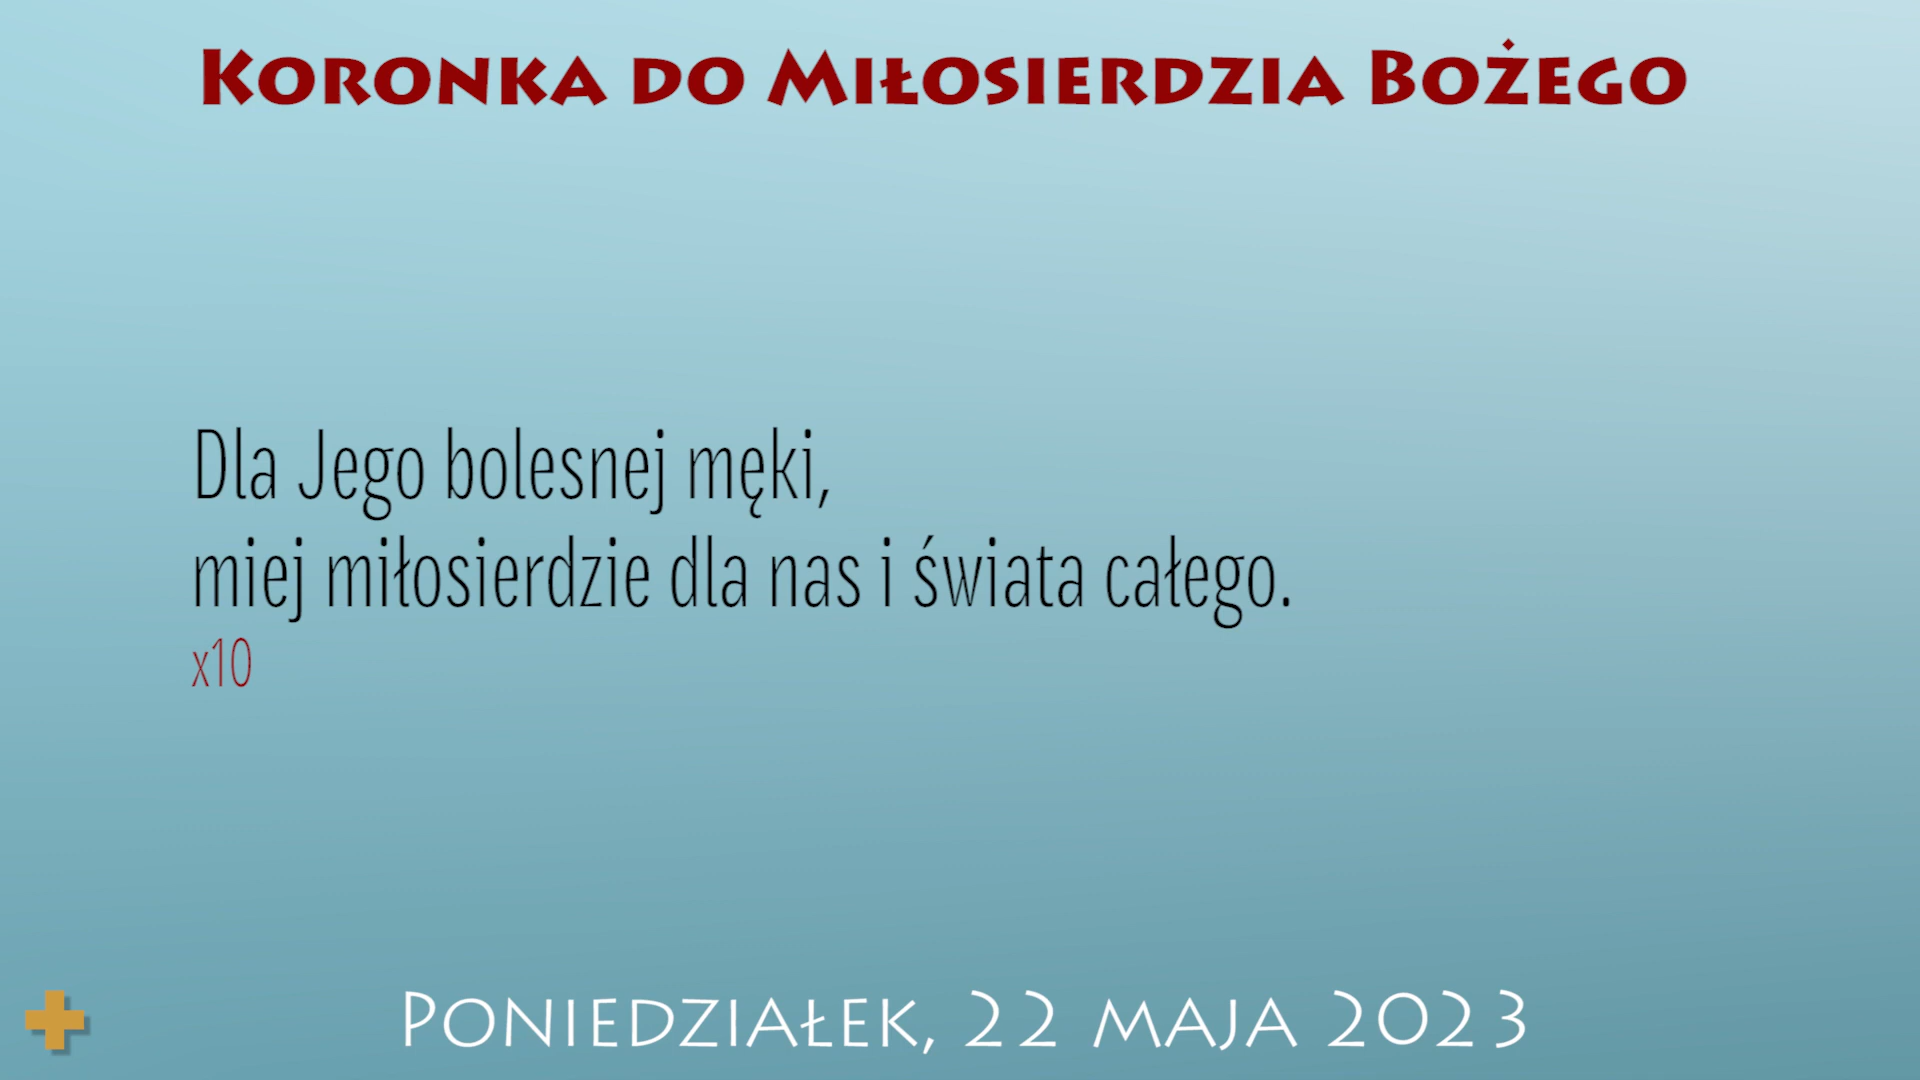 Koronka do Miłosierdzia Bożego
Dla Jego bolesnej męki,
miej miłosierdzie dla nas i świata całego.
x10
Poniedziałek, 22 maja 2023